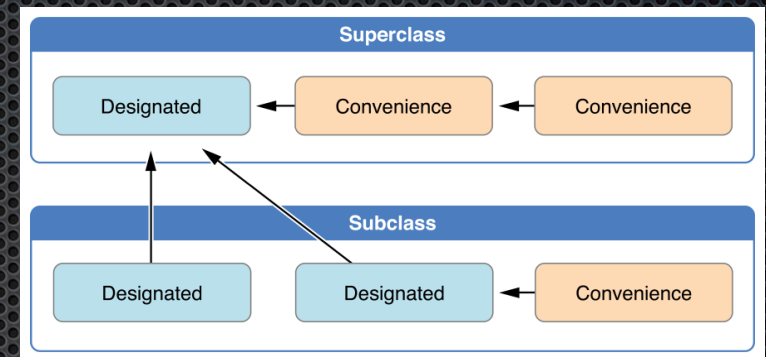 Superclass
Designated
Convenience
Convenience
Subclass
Designated
Designated
Convenience